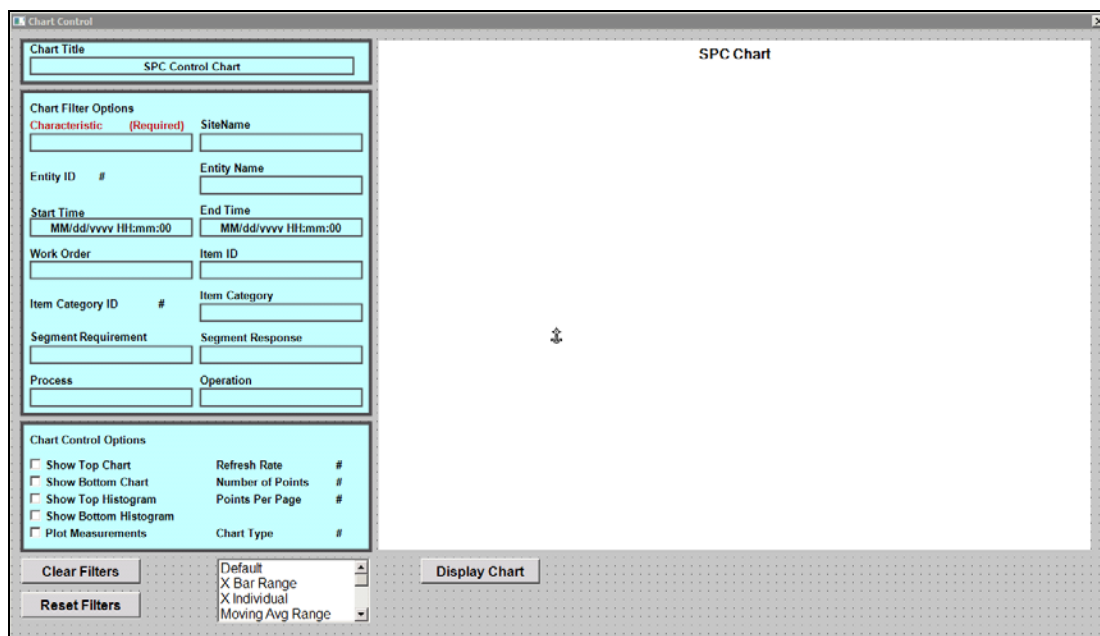 Chart Control
Chart Title
SPC Control Chart
SPC Chart
Chart Filter Options
Characteristic (Required) SiteName
Entity ID # Entity Name
Start Time End Time
MM/dd/yyyy HH:mm:00 MM/dd/yyyy HH:mm:00
Work Order Item ID
Item Category ID # Item Category
Segment Requirement Segment Response
Process Operation
Chart Control Options
Show Top Chart Refresh Rate #
Show Bottom Chart Number of Points #
Show Top Histogram Points Per Page #
Show Bottom Histogram
Plot Measurements Chart Type #
Clear Filters
Reset Filters
Default
X Bar Range
X Individual
Moving Avg Range
Display Chart